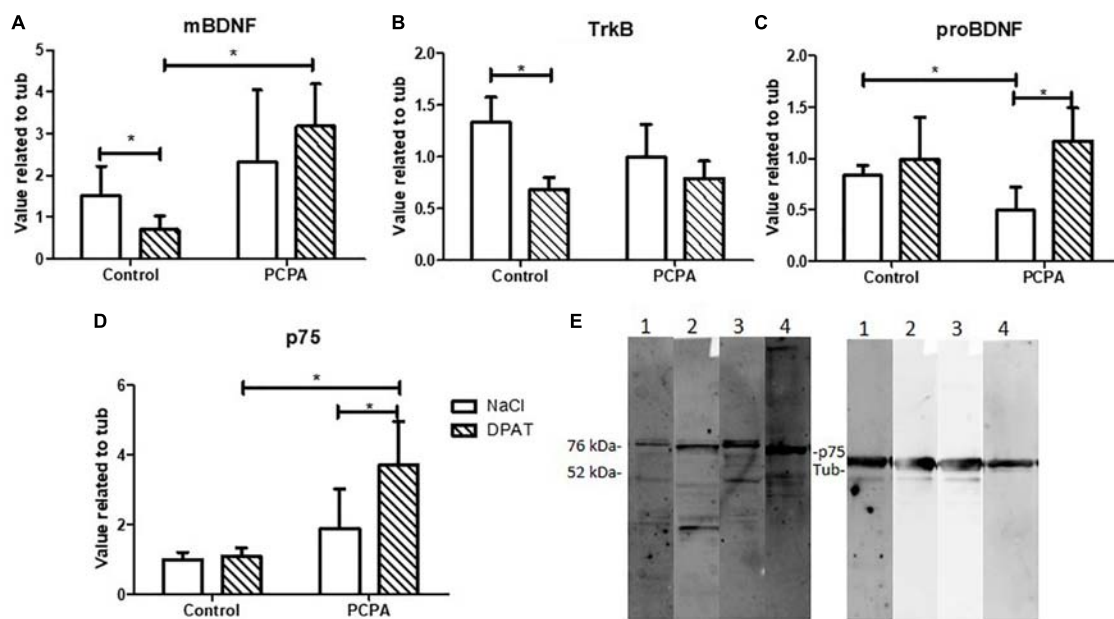 A
mBDNF
Value related to tub
5
4
3
2
1
0
*
*
Control
PCPA
B
TrkB
Value related to tub
2.0
1.5
1.0
0.5
0.0
*
Control
PCPA
C
proBDNF
Value related to tub
2.0
1.5
1.0
0.5
0.0
*
*
Control
PCPA
D
p75
Value related to tub
6
4
2
0
*
*
Control
PCPA
NaCl
DPAT
E
1 2 3 4
1 2 3 4
76 kDa-
52 kDa-
-p75
Tub-